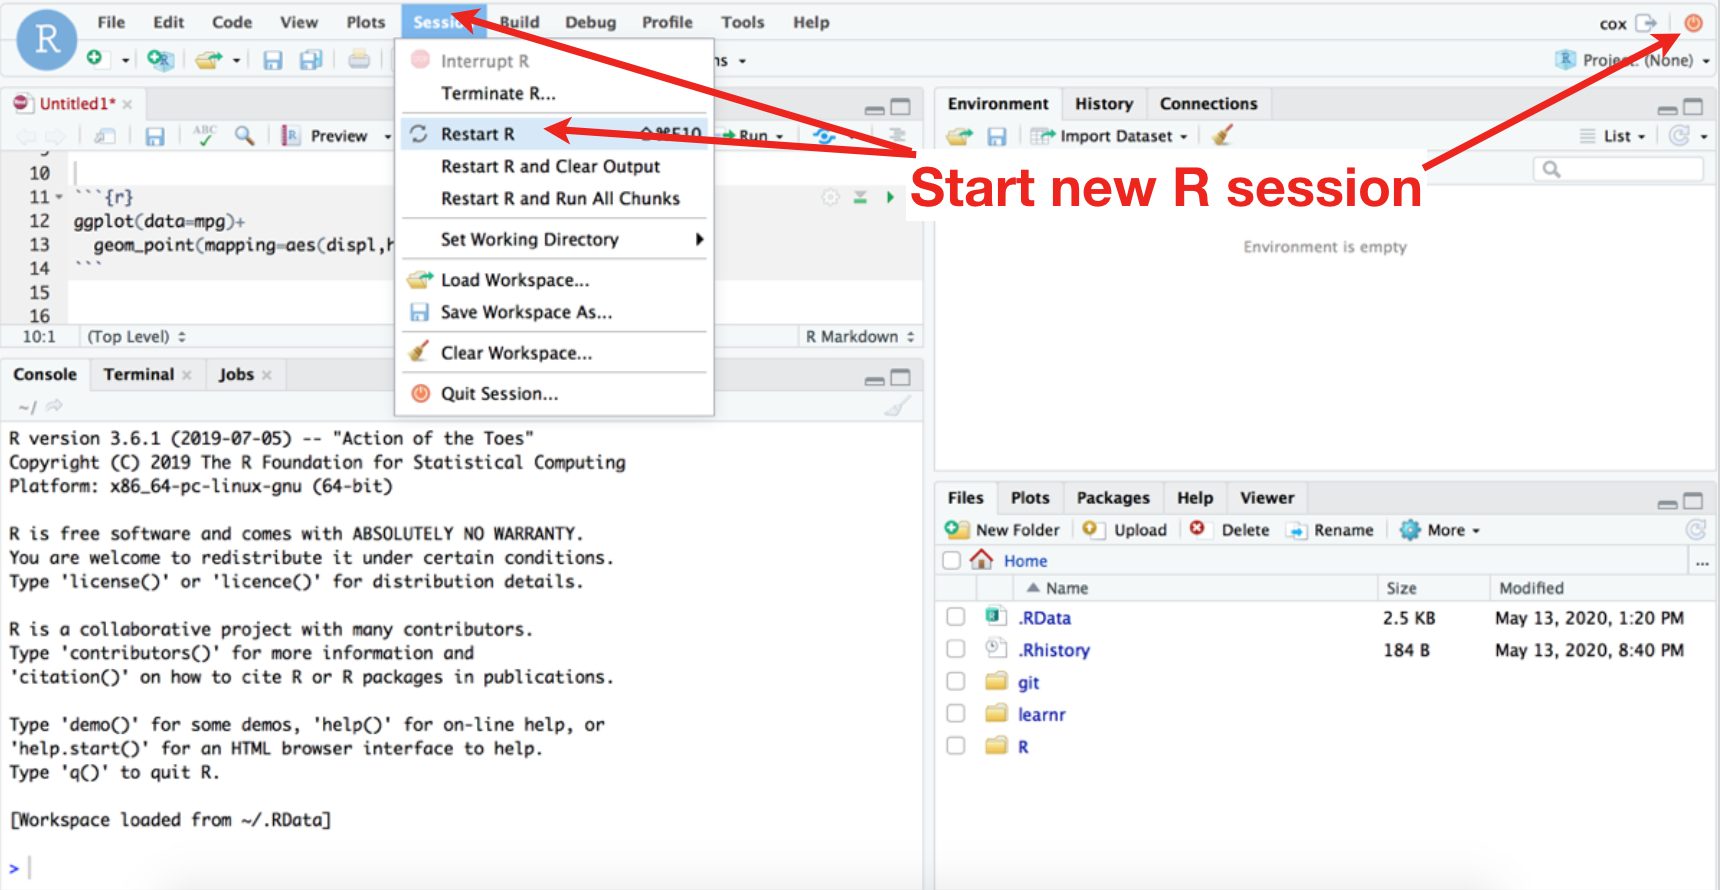 R
File Edit Code View Plots Session Build Debug Profile Tools Help
cox
Project: (None)
Interrupt R
Terminate R...
Restart R ⇧⌘F10
Restart R and Clear Output
Restart R and Run All Chunks
Set Working Directory
Load Workspace...
Save Workspace As...
Clear Workspace...
Quit Session...
Untitled1*
ABC
Preview
Run
10
11 ```{r}
12 ggplot(data=mpg)+
13 geom_point(mapping=aes(displ,h
14 ```
15
16
10:1 (Top Level) R Markdown
Start new R session
Environment History Connections
Import Dataset List
Environment is empty
Console Terminal Jobs
~/
R version 3.6.1 (2019-07-05) -- "Action of the Toes"
Copyright (C) 2019 The R Foundation for Statistical Computing
Platform: x86_64-pc-linux-gnu (64-bit)
R is free software and comes with ABSOLUTELY NO WARRANTY.
You are welcome to redistribute it under certain conditions.
Type 'license()' or 'licence()' for distribution details.
R is a collaborative project with many contributors.
Type 'contributors()' for more information and
'citation()' on how to cite R or R packages in publications.
Type 'demo()' for some demos, 'help()' for on-line help, or
'help.start()' for an HTML browser interface to help.
Type 'q()' to quit R.
[Workspace loaded from ~/.RData]
>
Files Plots Packages Help Viewer
New Folder Upload Delete Rename More
Home ...
Name Size Modified
.RData 2.5 KB May 13, 2020, 1:20 PM
.Rhistory 184 B May 13, 2020, 8:40 PM
git
learnr
R